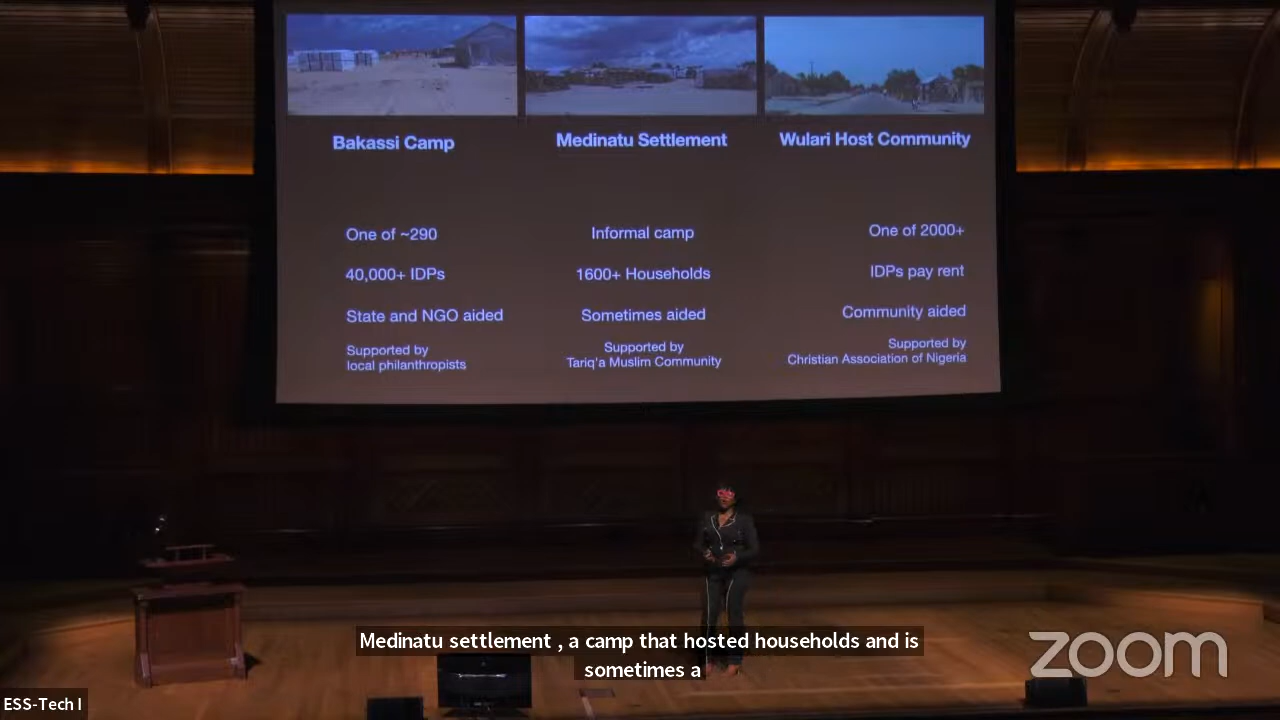 Bakassi Camp
Medinatu Settlement
Wulari Host Community
One of ~290
Informal camp
One of 2000+
40,000+ IDPs
1600+ Households
IDPs pay rent
State and NGO aided
Sometimes aided
Community aided
Supported by
local philanthropists
Supported by
Tariq'a Muslim Community
Supported by
Christian Association of Nigeria
Medinatu settlement , a camp that hosted households and is
sometimes a
zoom
ESS-Tech I